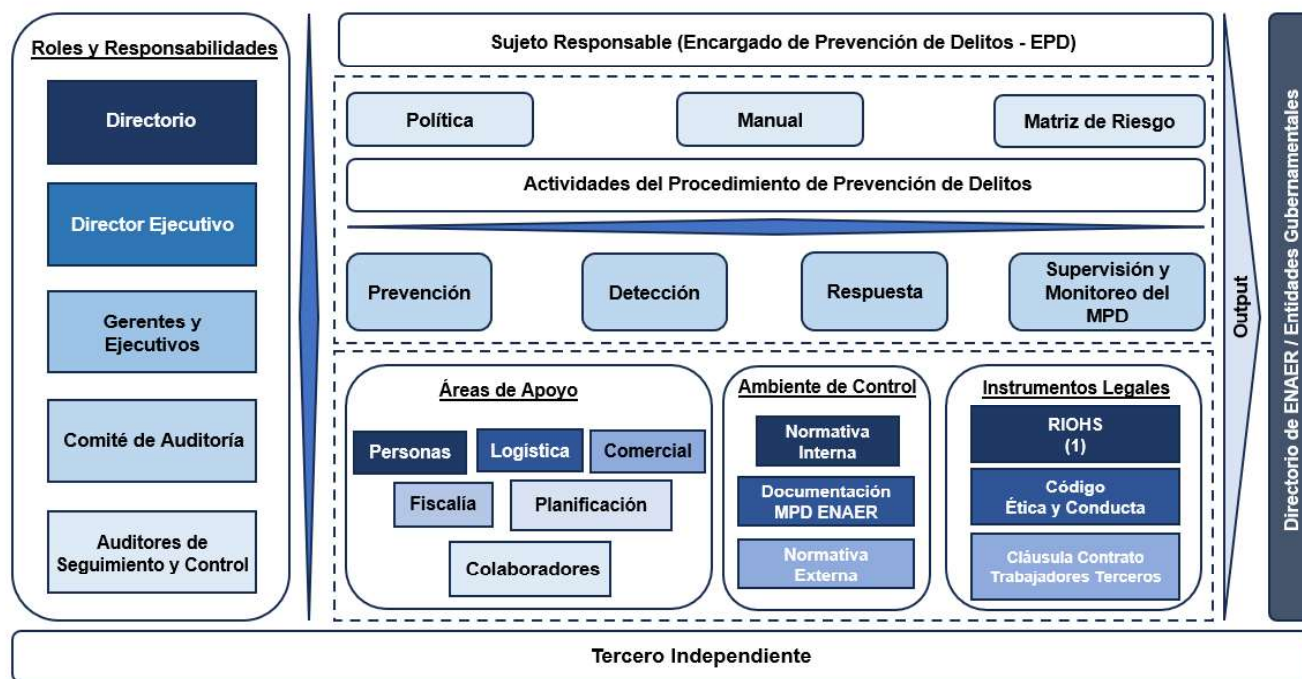 Roles y Responsabilidades
Directorio
Director Ejecutivo
Gerentes y
Ejecutivos
Comité de Auditoría
Auditores de
Seguimiento y Control
Sujeto Responsable (Encargado de Prevención de Delitos - EPD)
Política
Manual
Matriz de Riesgo
Actividades del Procedimiento de Prevención de Delitos
Prevención
Detección
Respuesta
Supervisión y
Monitoreo del
MPD
Áreas de Apoyo
Personas
Logística
Comercial
Fiscalía
Planificación
Colaboradores
Ambiente de Control
Normativa
Interna
Documentación
MPD ENAER
Normativa
Externa
Instrumentos Legales
RIOHS
(1)
Código
Ética y Conducta
Cláusula Contrato
Trabajadores Terceros
Output
Directorio de ENAER / Entidades Gubernamentales
Tercero Independiente